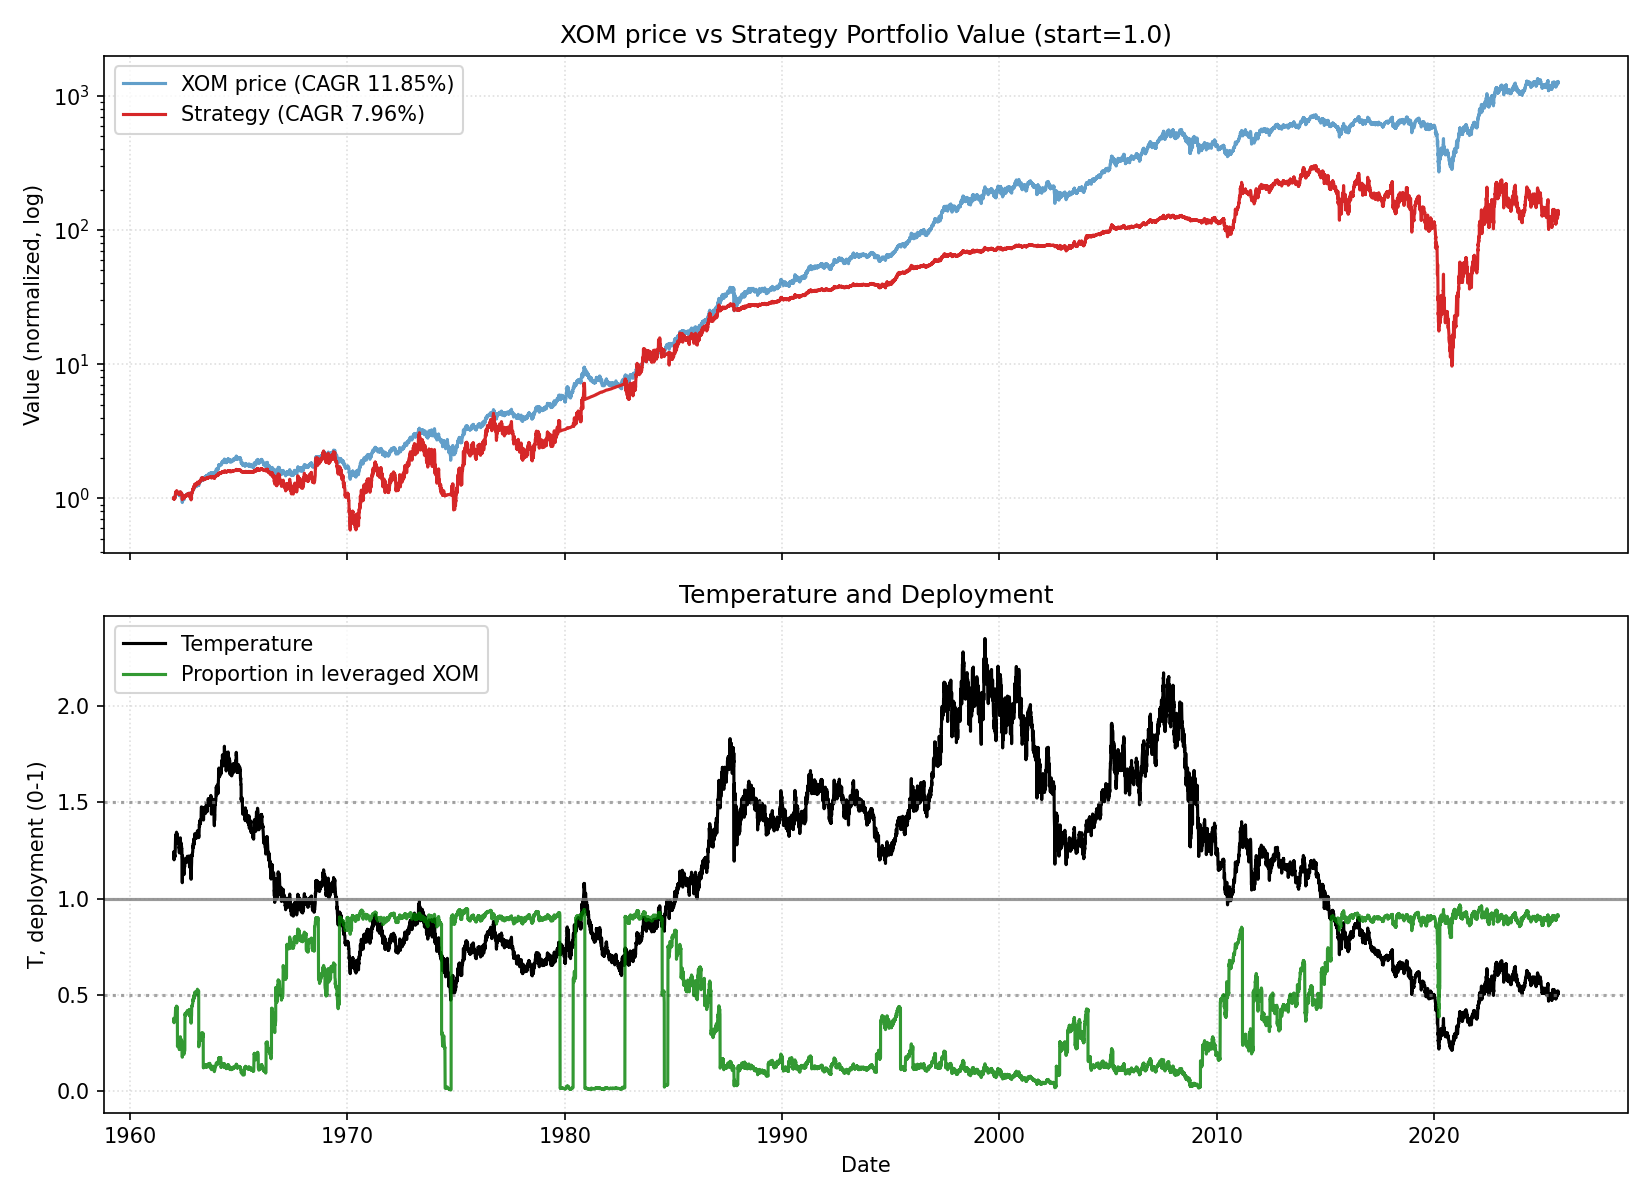 XOM price vs Strategy Portfolio Value (start=1.0)
XOM price (CAGR 11.85%)
Strategy (CAGR 7.96%)
Value (normalized, log)
10³
10²
10¹
10⁰
Temperature and Deployment
Temperature
Proportion in leveraged XOM
T, deployment (0-1)
2.0
1.5
1.0
0.5
0.0
1960 1970 1980 1990 2000 2010 2020
Date